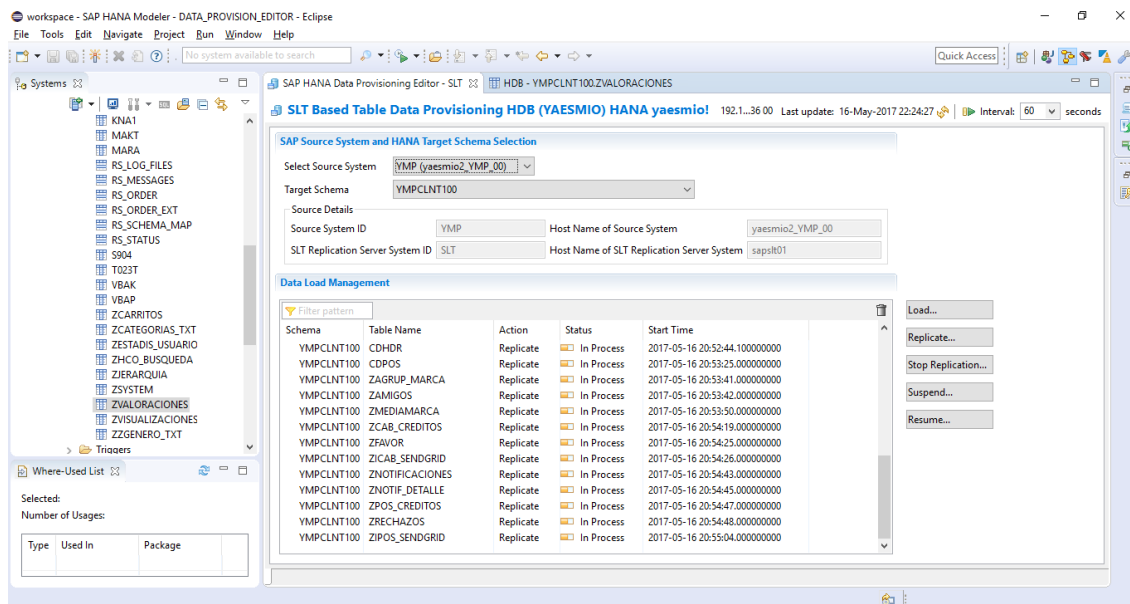 workspace - SAP HANA Modeler - DATA_PROVISION_EDITOR - Eclipse
File Tools Edit Navigate Project Run Window Help
No system available to search
Quick Access
Systems
KNA1
MAKT
MARA
RS_LOG_FILES
RS_MESSAGES
RS_ORDER
RS_ORDER_EXT
RS_SCHEMA_MAP
RS_STATUS
S904
T023T
VBAK
VBAP
ZCARRITOS
ZCATEGORIAS_TXT
ZESTADIS_USUARIO
ZHCO_BUSQUEDA
ZJERARQUIA
ZSYSTEM
ZVALORACIONES
ZVISUALIZACIONES
ZZGENERO_TXT
Triggers
Where-Used List
Selected:
Number of Usages:
Type Used In Package
SAP HANA Data Provisioning Editor - SLT HDB - YMPCLNT100.ZVALORACIONES
SLT Based Table Data Provisioning HDB (YAESMIO) HANA yaesmio! 192.1...36 00 Last update: 16-May-2017 22:24:27 Interval: 60 seconds
SAP Source System and HANA Target Schema Selection
Select Source System YMP (yaesmio2_YMP_00)
Target Schema YMPCLNT100
Source Details
Source System ID YMP Host Name of Source System yaesmio2_YMP_00
SLT Replication Server System ID SLT Host Name of SLT Replication Server System sapslt01
Data Load Management
Filter pattern
Schema Table Name Action Status Start Time
YMPCLNT100 CDHDR Replicate In Process 2017-05-16 20:52:44.100000000
YMPCLNT100 CDPOS Replicate In Process 2017-05-16 20:53:25.000000000
YMPCLNT100 ZAGRUP_MARCA Replicate In Process 2017-05-16 20:53:41.000000000
YMPCLNT100 ZAMIGOS Replicate In Process 2017-05-16 20:53:42.000000000
YMPCLNT100 ZMEDIAMARCA Replicate In Process 2017-05-16 20:53:50.000000000
YMPCLNT100 ZCAB_CREDITOS Replicate In Process 2017-05-16 20:54:19.000000000
YMPCLNT100 ZFAVOR Replicate In Process 2017-05-16 20:54:25.000000000
YMPCLNT100 ZICAB_SENDGRID Replicate In Process 2017-05-16 20:54:26.000000000
YMPCLNT100 ZNOTIFICACIONES Replicate In Process 2017-05-16 20:54:43.000000000
YMPCLNT100 ZNOTIF_DETALLE Replicate In Process 2017-05-16 20:54:45.000000000
YMPCLNT100 ZPOS_CREDITOS Replicate In Process 2017-05-16 20:54:47.000000000
YMPCLNT100 ZRECHAZOS Replicate In Process 2017-05-16 20:54:48.000000000
YMPCLNT100 ZIPOS_SENDGRID Replicate In Process 2017-05-16 20:55:04.000000000
Load...
Replicate...
Stop Replication...
Suspend...
Resume...